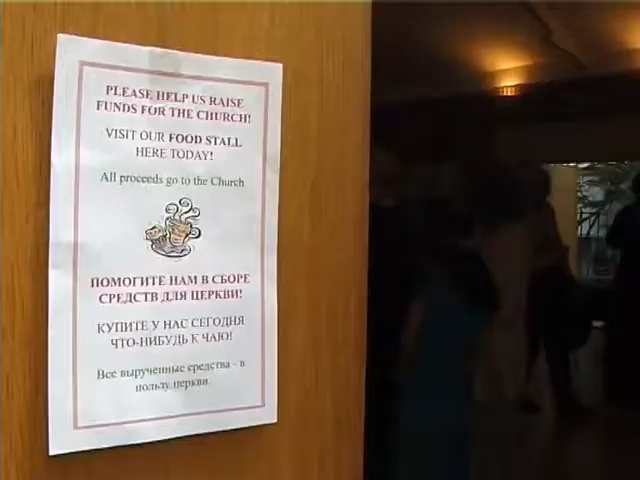 PLEASE HELP US RAISE
FUNDS FOR THE CHURCH!
VISIT OUR FOOD STALL
HERE TODAY!
All proceeds go to the Church
ПОМОГИТЕ НАМ В СБОРЕ
СРЕДСТВ ДЛЯ ЦЕРКВИ!
КУПИТЕ У НАС СЕГОДНЯ
ЧТО-НИБУДЬ К ЧАЮ!
Все вырученные средства - в
пользу церкви.